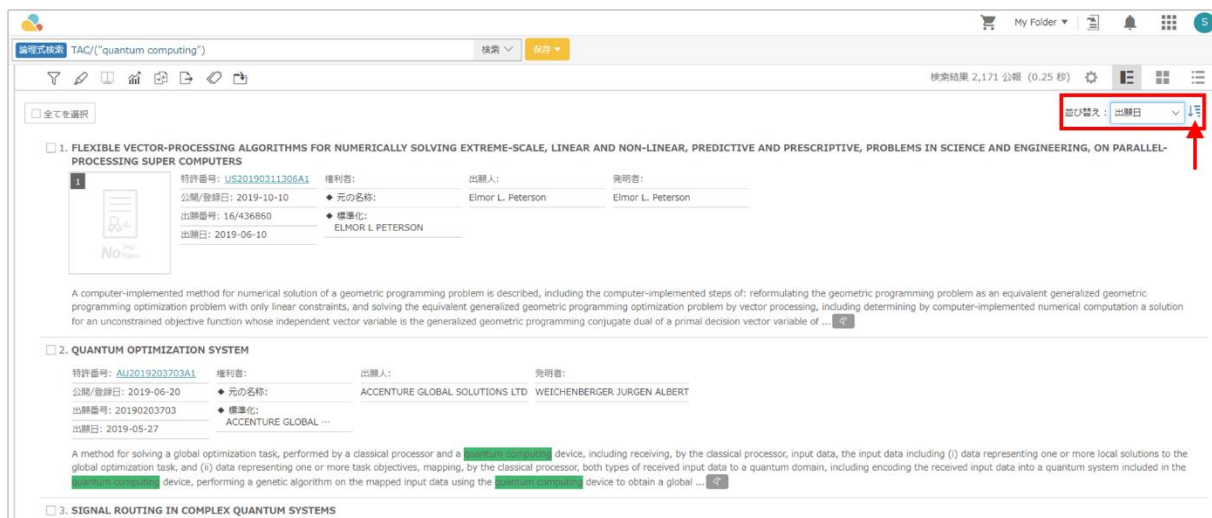 My Folder ▼ S
論理式検索 TAC/("quantum computing") 検索 保存 ▼
検索結果 2,171 公報 (0.25 秒)
全てを選択 並び替え: 出願日
1. FLEXIBLE VECTOR-PROCESSING ALGORITHMS FOR NUMERICALLY SOLVING EXTREME-SCALE, LINEAR AND NON-LINEAR, PREDICTIVE AND PRESCRIPTIVE, PROBLEMS IN SCIENCE AND ENGINEERING, ON PARALLEL-
PROCESSING SUPER COMPUTERS
1 特許番号: US20190311306A1 権利者: 出願人: 発明者:
公開/登録日: 2019-10-10 ◆ 元の名称: Elmor L. Peterson Elmor L. Peterson
出願番号: 16/436860 ◆ 標準化:
ELMOR L PETERSON
出願日: 2019-06-10
No
A computer-implemented method for numerical solution of a geometric programming problem is described, including the computer-implemented steps of: reformulating the geometric programming problem as an equivalent generalized geometric
programming optimization problem with only linear constraints, and solving the equivalent generalized geometric programming optimization problem by vector processing, including determining by computer-implemented numerical computation a solution
for an unconstrained objective function whose independent vector variable is the generalized geometric programming conjugate dual of a primal decision vector variable of ...
2. QUANTUM OPTIMIZATION SYSTEM
特許番号: AU2019203703A1 権利者: 出願人: 発明者:
公開/登録日: 2019-06-20 ◆ 元の名称: ACCENTURE GLOBAL SOLUTIONS LTD WEICHENBERGER JURGEN ALBERT
出願番号: 20190203703 ◆ 標準化:
ACCENTURE GLOBAL ...
出願日: 2019-05-27
A method for solving a global optimization task, performed by a classical processor and a quantum computing device, including receiving, by the classical processor, input data, the input data including (i) data representing one or more local solutions to the
global optimization task, and (ii) data representing one or more task objectives, mapping, by the classical processor, both types of received input data to a quantum domain, including encoding the received input data into a quantum system included in the
quantum computing device, performing a genetic algorithm on the mapped input data using the quantum computing device to obtain a global ...
3. SIGNAL ROUTING IN COMPLEX QUANTUM SYSTEMS